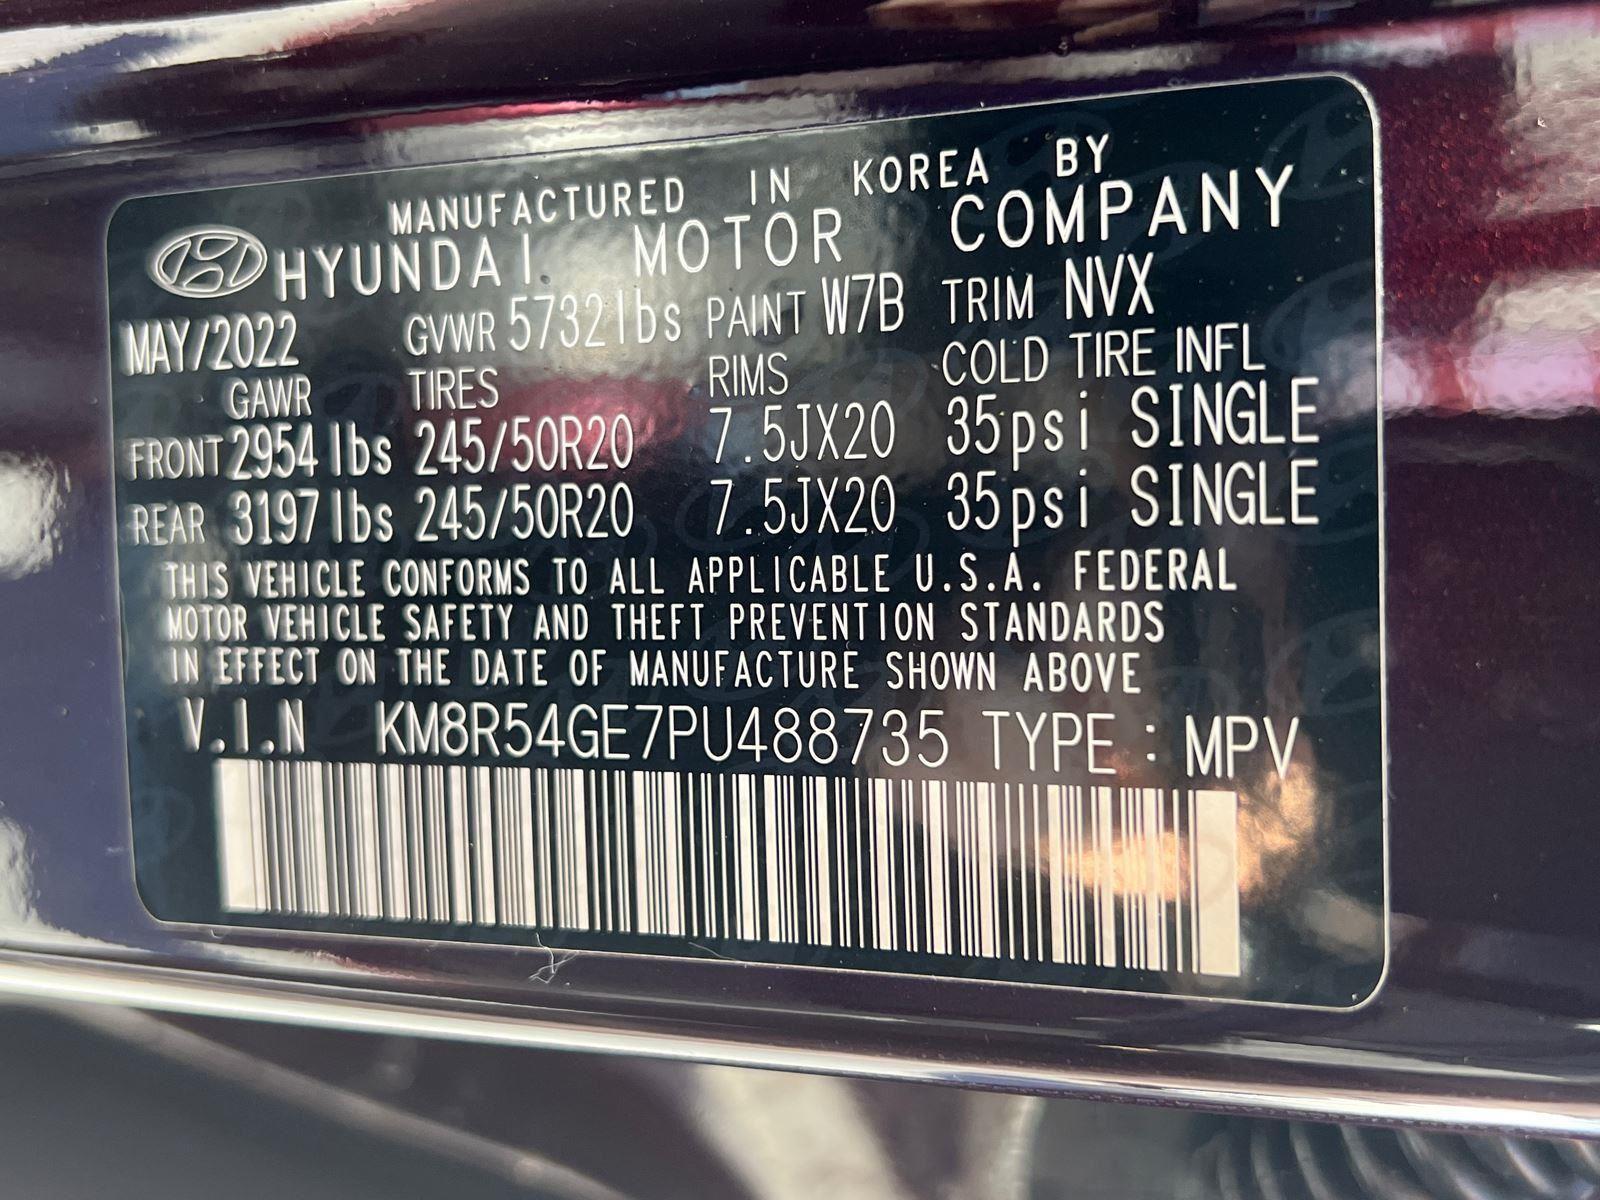 MANUFACTURED IN KOREA BY
HYUNDAI MOTOR COMPANY
MAY/2022 GVWR 5732lbs PAINT W7B TRIM NVX
GAWR TIRES RIMS COLD TIRE INFL
FRONT 2954 lbs 245/50R20 7.5JX20 35psi SINGLE
REAR 3197 lbs 245/50R20 7.5JX20 35psi SINGLE
THIS VEHICLE CONFORMS TO ALL APPLICABLE U.S.A. FEDERAL
MOTOR VEHICLE SAFETY AND THEFT PREVENTION STANDARDS
IN EFFECT ON THE DATE OF MANUFACTURE SHOWN ABOVE
V.I.N KM8R54GE7PU488735 TYPE : MPV